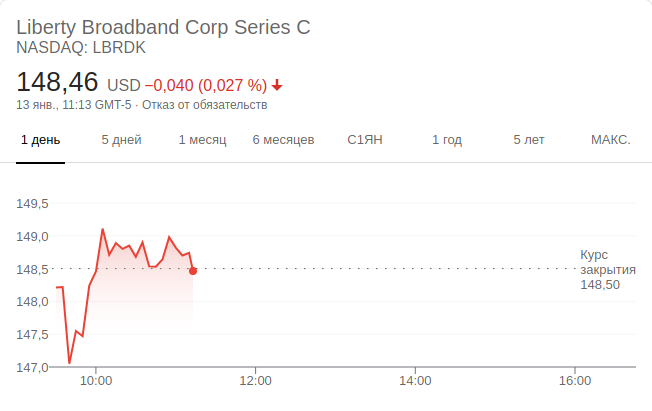 Liberty Broadband Corp Series C
NASDAQ: LBRDK
148,46 USD −0,040 (0,027 %)
13 янв., 11:13 GMT-5 · Отказ от обязательств
1 день 5 дней 1 месяц 6 месяцев С1ЯН 1 год 5 лет МАКС.
149,5
149,0
148,5
148,0
147,5
147,0
Курс
закрытия
148,50
10:00 12:00 14:00 16:00